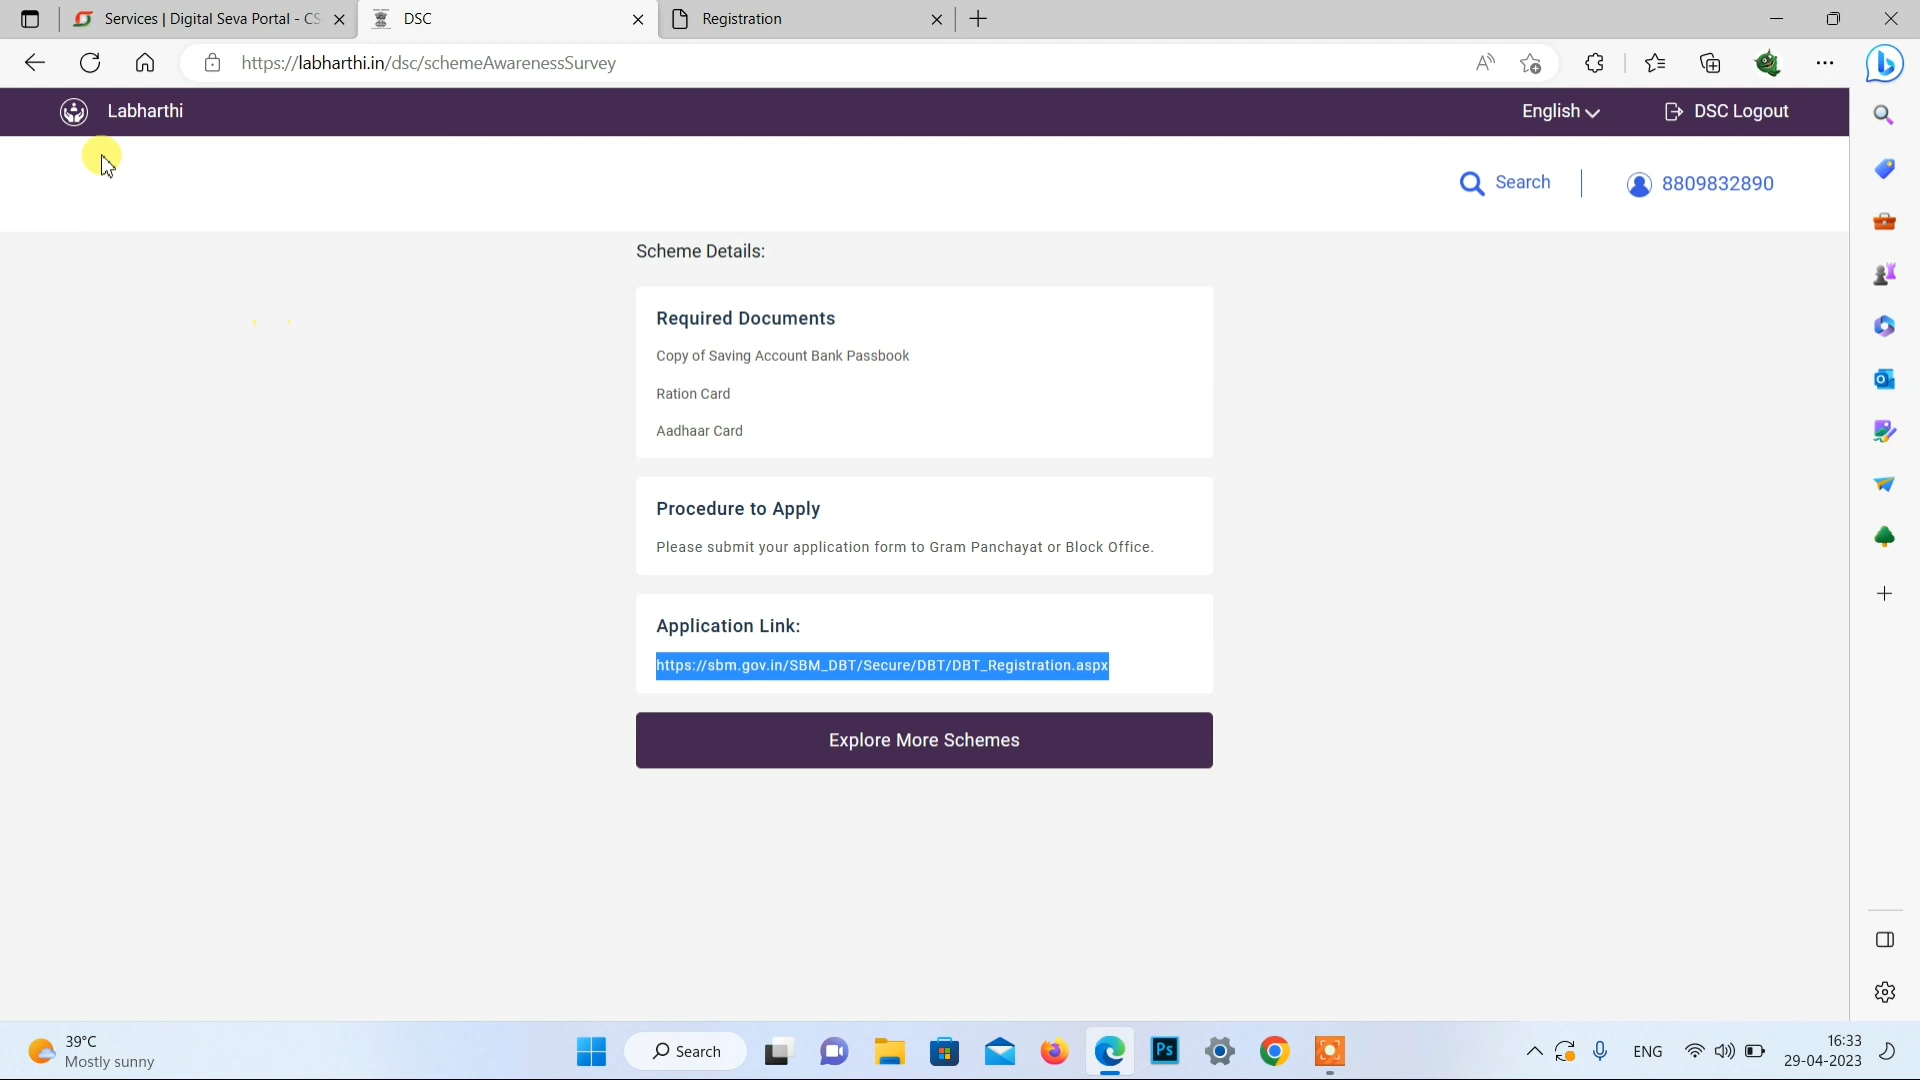 Services | Digital Seva Portal - CS
DSC
Registration
https://labharthi.in/dsc/schemeAwarenessSurvey
Labharthi
English
DSC Logout
Search
8809832890
Scheme Details:
Required Documents
Copy of Saving Account Bank Passbook
Ration Card
Aadhaar Card
Procedure to Apply
Please submit your application form to Gram Panchayat or Block Office.
Application Link:
https://sbm.gov.in/SBM_DBT/Secure/DBT/DBT_Registration.aspx
Explore More Schemes
39°C
Mostly sunny
Search
Ps
ENG
16:33
29-04-2023